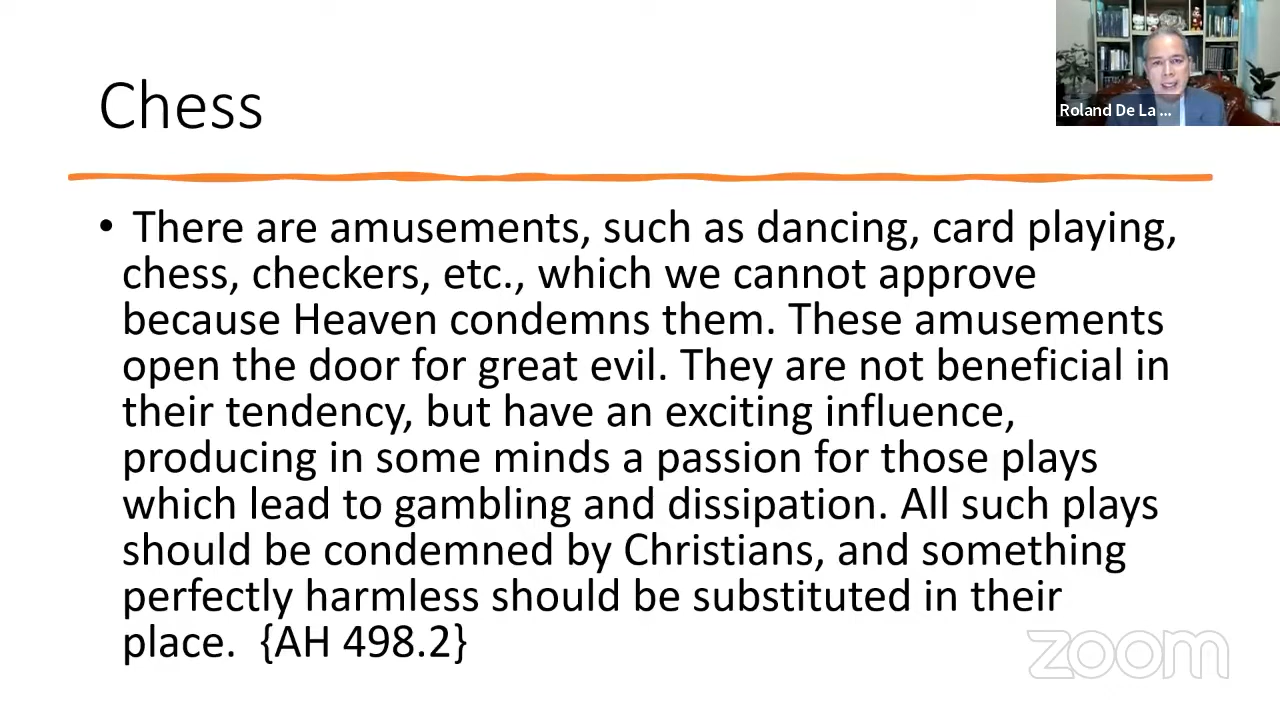 Chess
Roland De La ...
• There are amusements, such as dancing, card playing,
chess, checkers, etc., which we cannot approve
because Heaven condemns them. These amusements
open the door for great evil. They are not beneficial in
their tendency, but have an exciting influence,
producing in some minds a passion for those plays
which lead to gambling and dissipation. All such plays
should be condemned by Christians, and something
perfectly harmless should be substituted in their
place.  {AH 498.2}
zoom